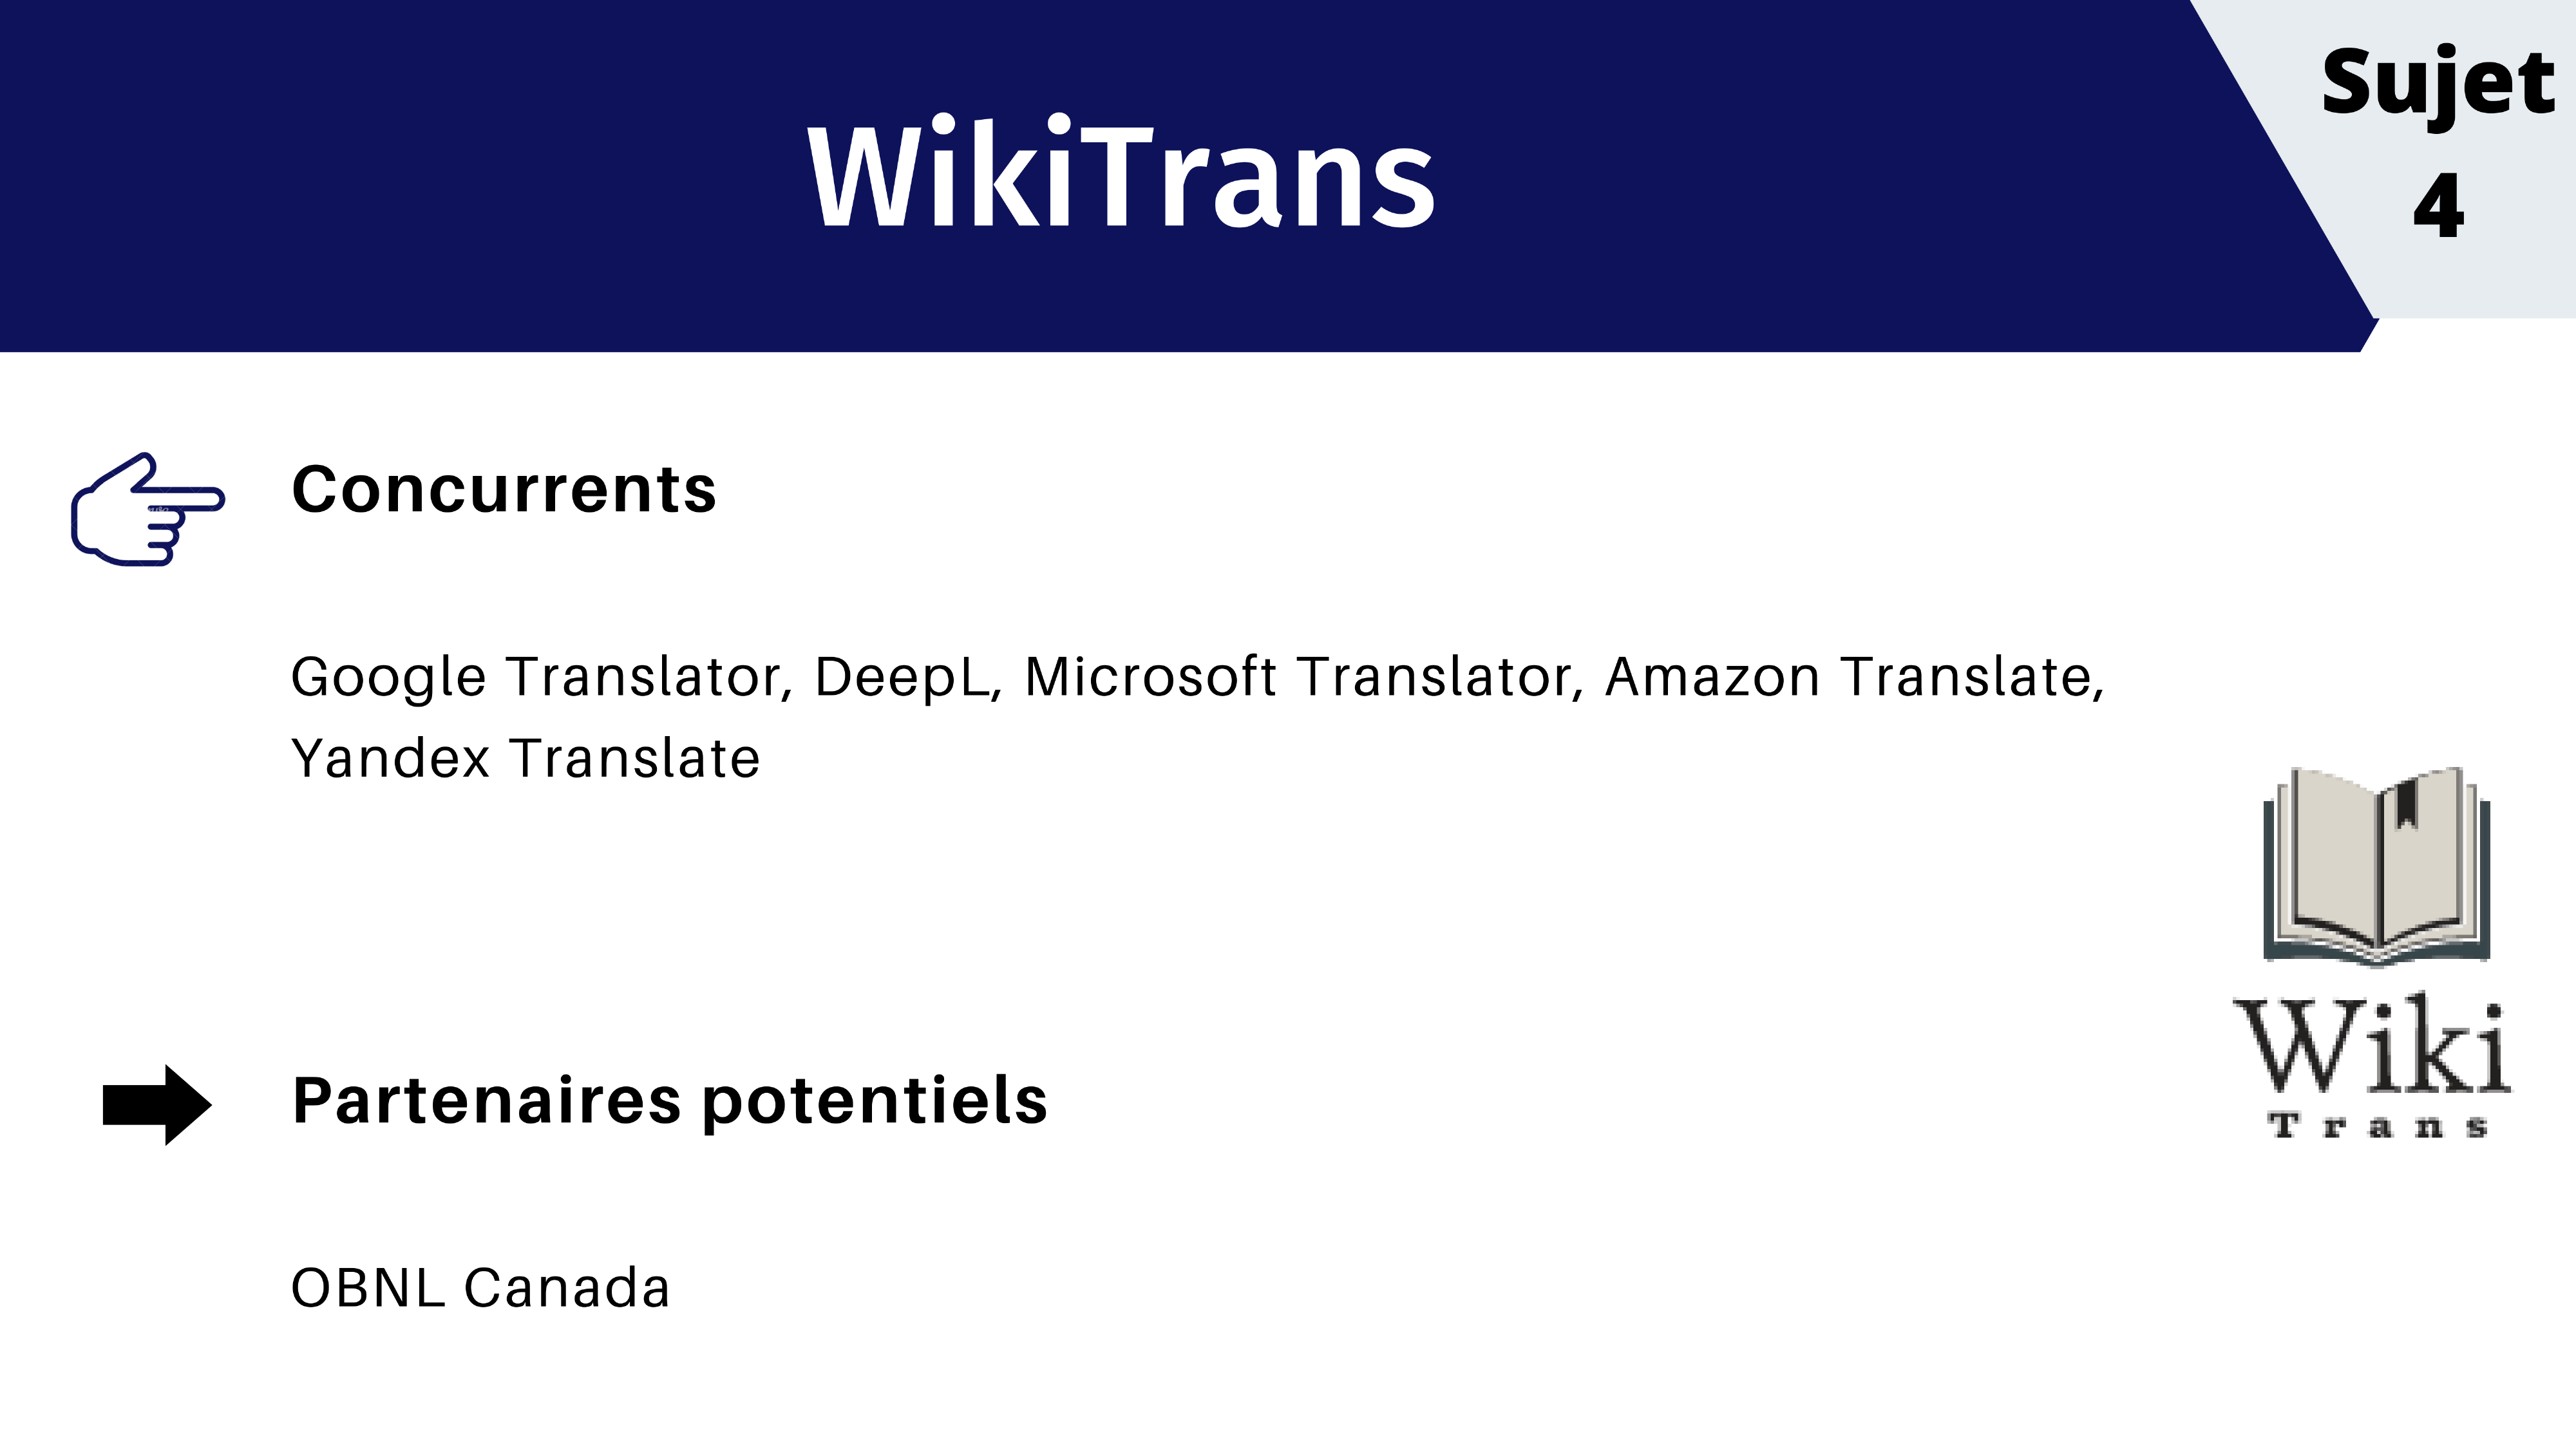 WikiTrans
Sujet
4
Concurrents
Google Translator, DeepL, Microsoft Translator, Amazon Translate,
Yandex Translate
Wiki
Trans
Partenaires potentiels
OBNL Canada